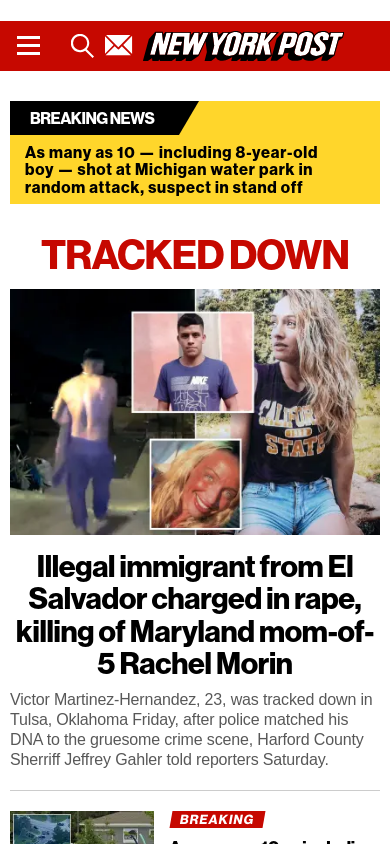 NEW YORK POST
BREAKING NEWS
As many as 10 — including 8-year-old
boy — shot at Michigan water park in
random attack, suspect in stand off
TRACKED DOWN
NIKE
CALIFORNIA
STATE
Illegal immigrant from El
Salvador charged in rape,
killing of Maryland mom-of-
5 Rachel Morin
Victor Martinez-Hernandez, 23, was tracked down in
Tulsa, Oklahoma Friday, after police matched his
DNA to the gruesome crime scene, Harford County
Sherriff Jeffrey Gahler told reporters Saturday.
BREAKING